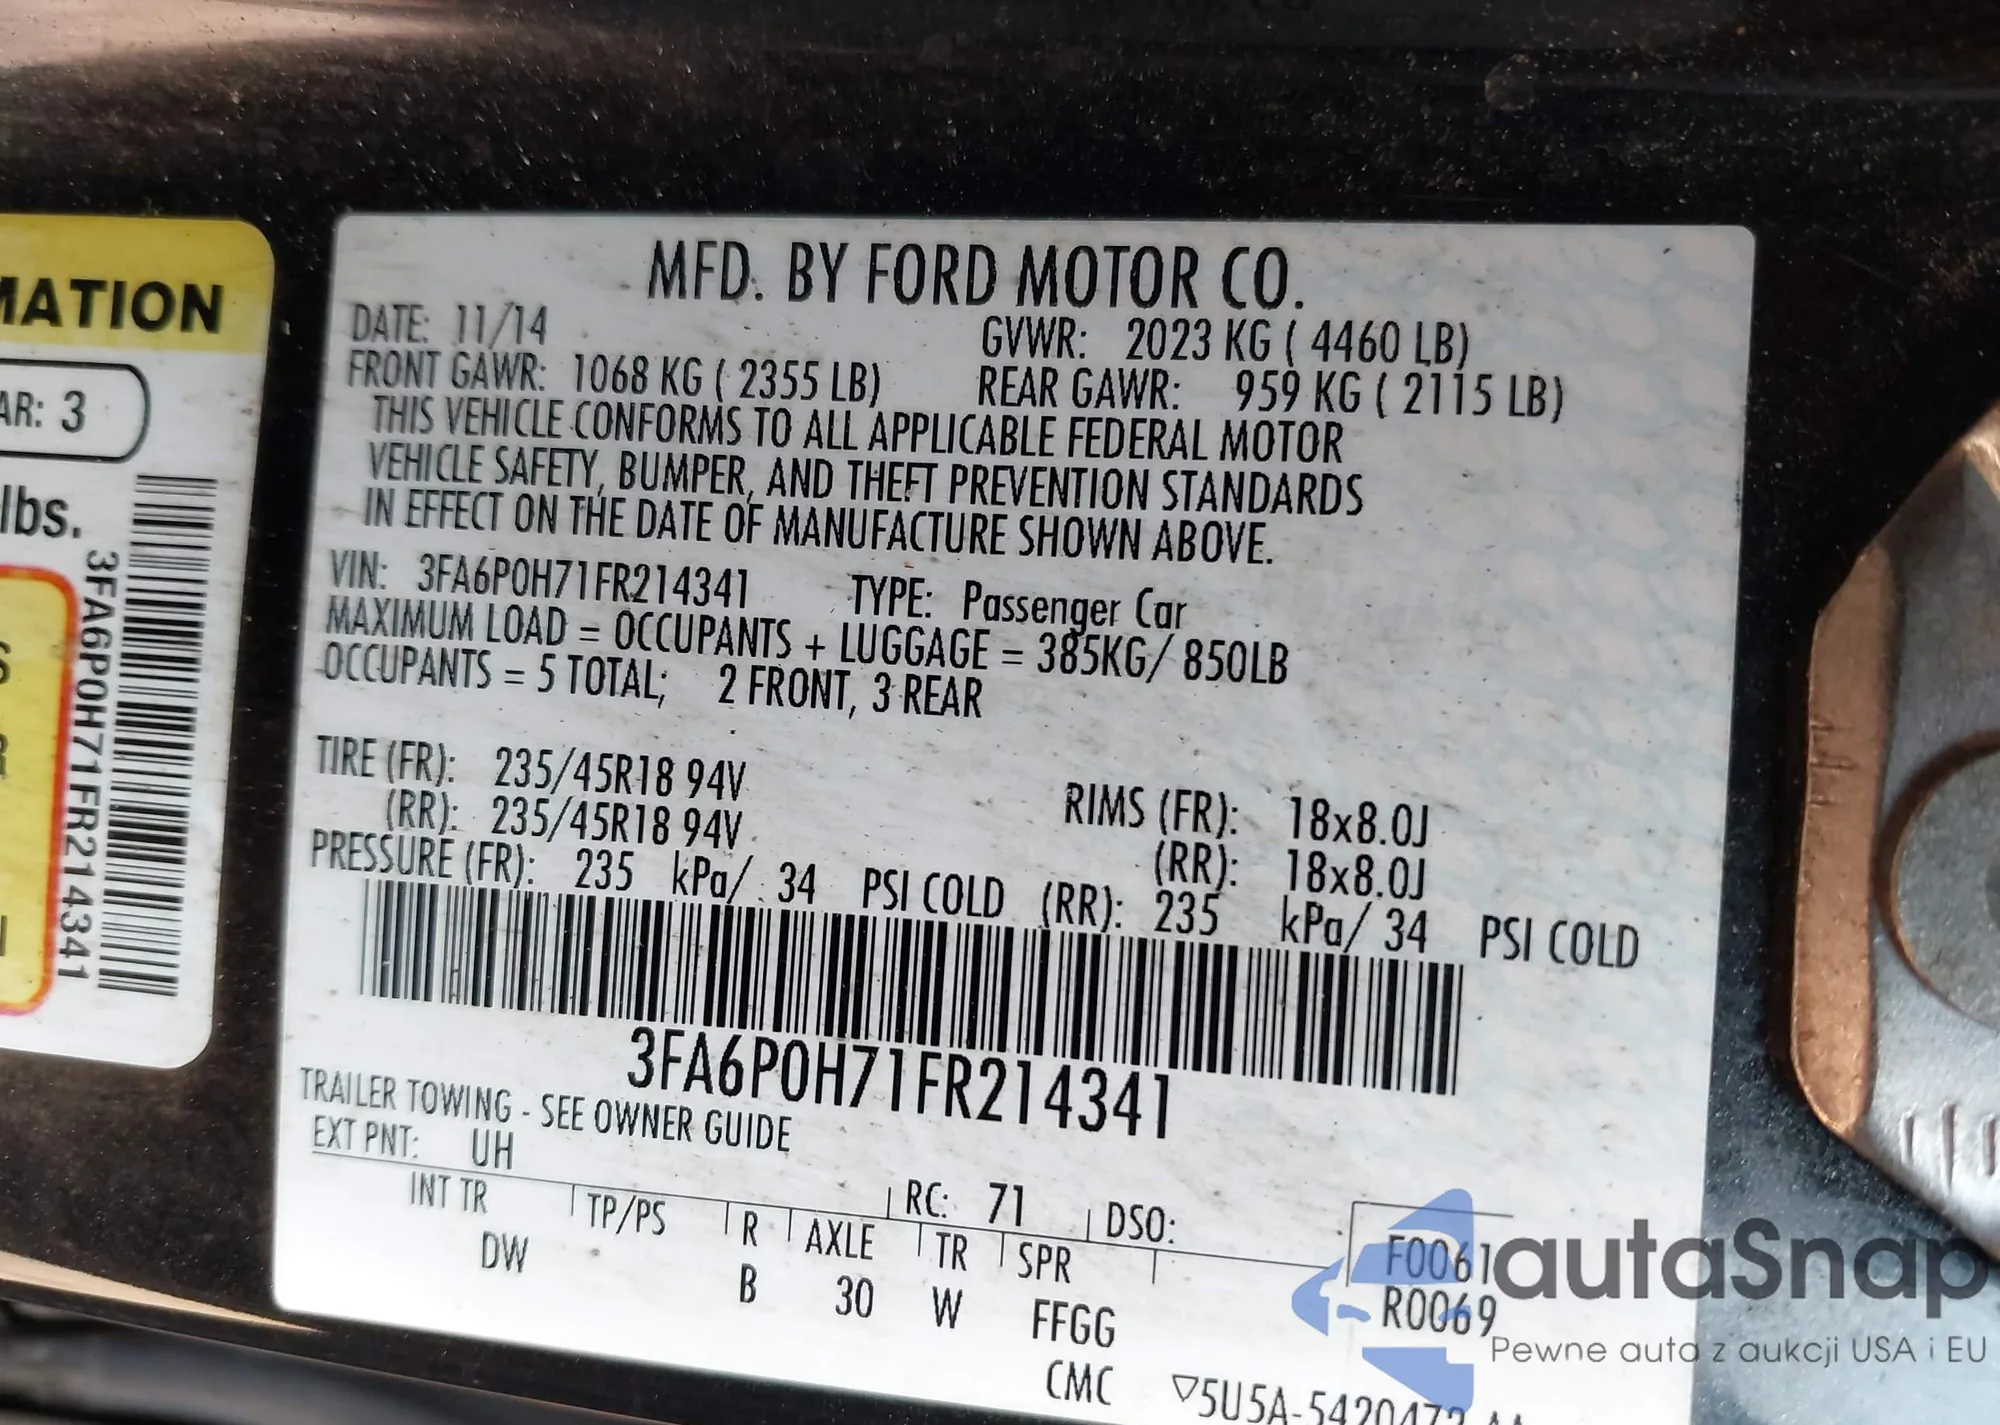 MATION
AR: 3
lbs.
3FA6P0H71FR214341
MFD. BY FORD MOTOR CO.
DATE: 11/14 GVWR: 2023 KG ( 4460 LB)
FRONT GAWR: 1068 KG ( 2355 LB) REAR GAWR: 959 KG ( 2115 LB)
THIS VEHICLE CONFORMS TO ALL APPLICABLE FEDERAL MOTOR
VEHICLE SAFETY, BUMPER, AND THEFT PREVENTION STANDARDS
IN EFFECT ON THE DATE OF MANUFACTURE SHOWN ABOVE.
VIN: 3FA6P0H71FR214341 TYPE: Passenger Car
MAXIMUM LOAD = OCCUPANTS + LUGGAGE = 385KG/ 850LB
OCCUPANTS = 5 TOTAL; 2 FRONT, 3 REAR
TIRE (FR): 235/45R18 94V RIMS (FR): 18x8.0J
(RR): 235/45R18 94V (RR): 18x8.0J
PRESSURE (FR): 235 kPa/ 34 PSI COLD (RR): 235 kPa/ 34 PSI COLD
3FA6P0H71FR214341
TRAILER TOWING - SEE OWNER GUIDE
EXT PNT: UH RC: 71 DSO:
INT TR TP/PS R AXLE TR SPR F0061
DW B 30 W FFGG R0069
CMC ▽5U5A-5420472
autaSnap
Pewne auta z aukcji USA i EU